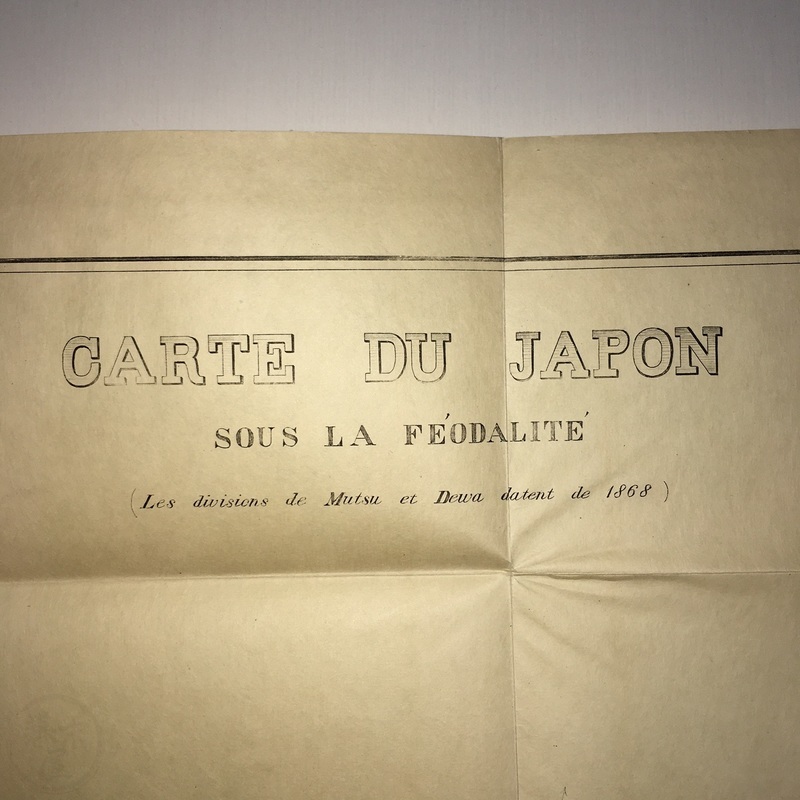 CARTE DU JAPON
SOUS LA FÉODALITÉ
(Les divisions de Mutsu et Dewa datent de 1868)